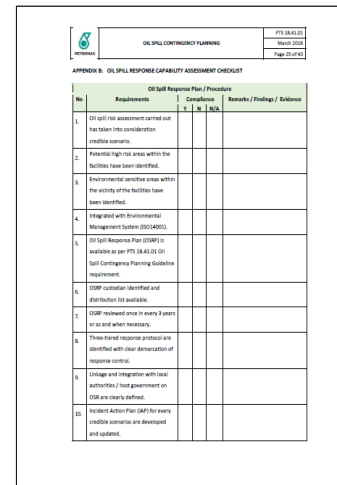 PTS 18.41.01
PETRONAS
OIL SPILL CONTINGENCY PLANNING
March 2016
Page 25 of 43
APPENDIX B: OIL SPILL RESPONSE CAPABILITY ASSESSMENT CHECKLIST
Oil Spill Response Plan / Procedure
No Requirements Compliance Remarks / Findings / Evidence
Y N N/A
1. Oil spill risk assessment carried out
has taken into consideration
credible scenario.
2. Potential high risk areas within the
facilities have been identified.
3. Environmental sensitive areas within
the vicinity of the facilities have
been identified.
4. Integrated with Environmental
Management System (ISO14001).
5. Oil Spill Response Plan (OSRP) is
available as per PTS 18.41.01 Oil
Spill Contingency Planning Guideline
requirement.
6. OSRP custodian identified and
distribution list available.
7. OSRP reviewed once in every 3 years
or as and when necessary.
8. Three-tiered response protocol are
identified with clear demarcation of
response control.
9. Linkage and integration with local
authorities / host government on
OSR are clearly defined.
10. Incident Action Plan (IAP) for every
credible scenarios are developed
and updated.